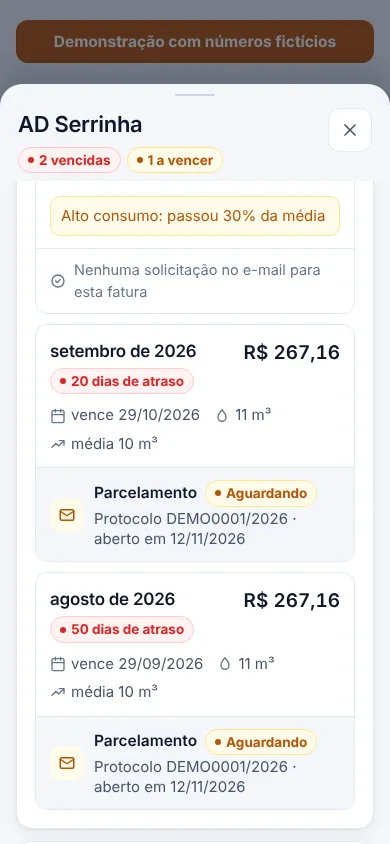 Demonstração com números fictícios
AD Serrinha
2 vencidas
1 a vencer
Alto consumo: passou 30% da média
Nenhuma solicitação no e-mail para
esta fatura
setembro de 2026
R$ 267,16
20 dias de atraso
vence 29/10/2026
11 m³
média 10 m³
Parcelamento
Aguardando
Protocolo DEMO0001/2026 ·
aberto em 12/11/2026
agosto de 2026
R$ 267,16
50 dias de atraso
vence 29/09/2026
11 m³
média 10 m³
Parcelamento
Aguardando
Protocolo DEMO0001/2026 ·
aberto em 12/11/2026